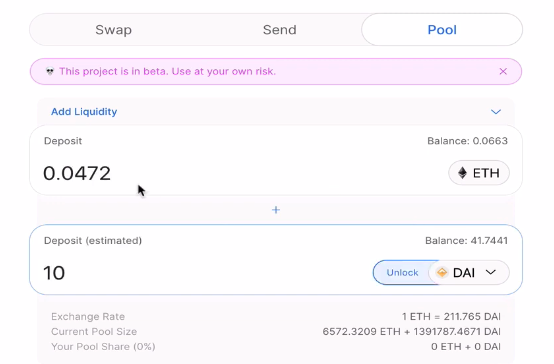 Swap Send Pool
This project is in beta. Use at your own risk.
Add Liquidity
Deposit Balance: 0.0663
0.0472 ETH
+
Deposit (estimated) Balance: 41.7441
10 Unlock DAI
Exchange Rate 1 ETH = 211.765 DAI
Current Pool Size 6572.3209 ETH + 1391787.4671 DAI
Your Pool Share (0%) 0 ETH + 0 DAI